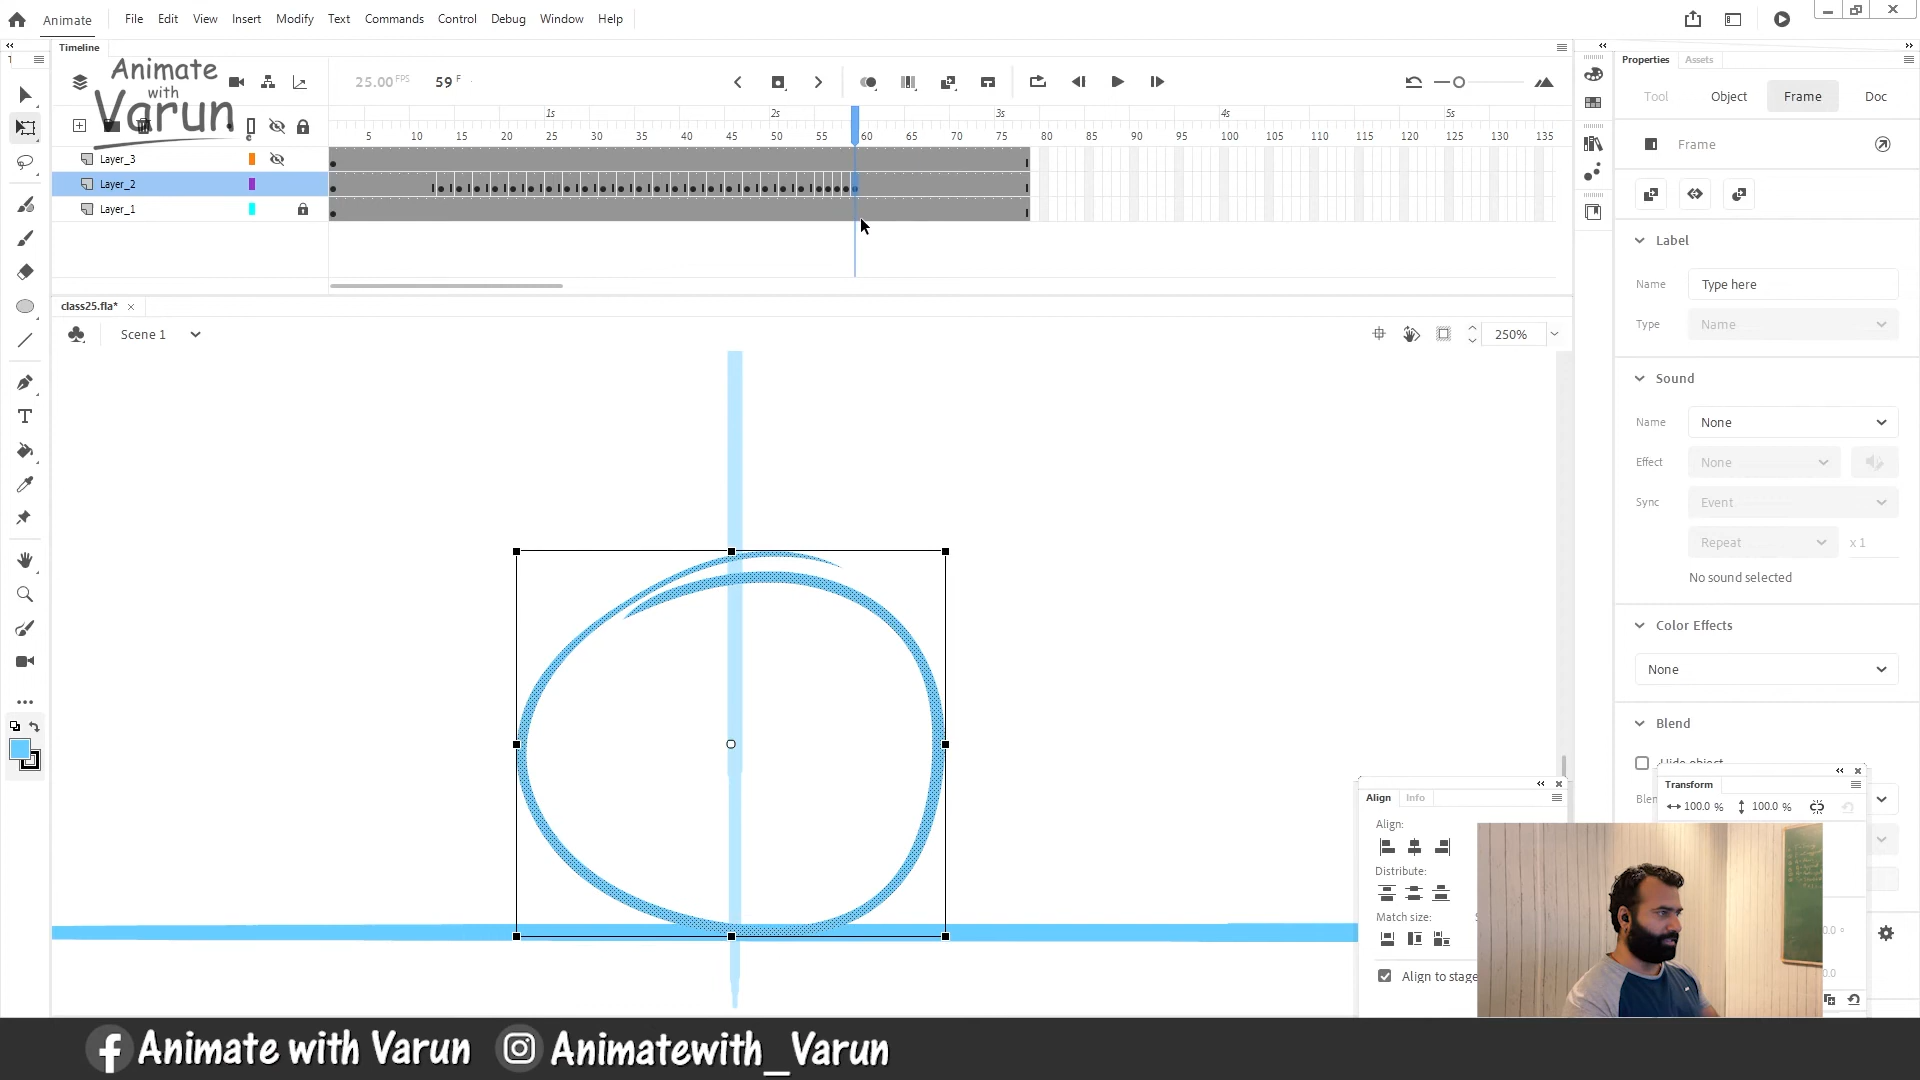 Animate File Edit View Insert Modify Text Commands Control Debug Window Help
Timeline
Animate with Varun
25.00 FPS 59 F
1s 2s 3s 4s 5s
5 10 15 20 25 30 35 40 45 50 55 60 65 70 75 80 85 90 95 100 105 110 115 120 125 130 135
Layer_3
Layer_2
Layer_1
class25.fla*
Scene 1
250%
Properties Assets
Tool Object Frame Doc
Frame
Label
Name Type here
Type Name
Sound
Name None
Effect None
Sync Event
Repeat x 1
No sound selected
Color Effects
None
Blend
Hide object
Transform
100.0 % 100.0 %
Align Info
Align:
Distribute:
Match size:
Align to stage
Animate with Varun Animatewith_Varun